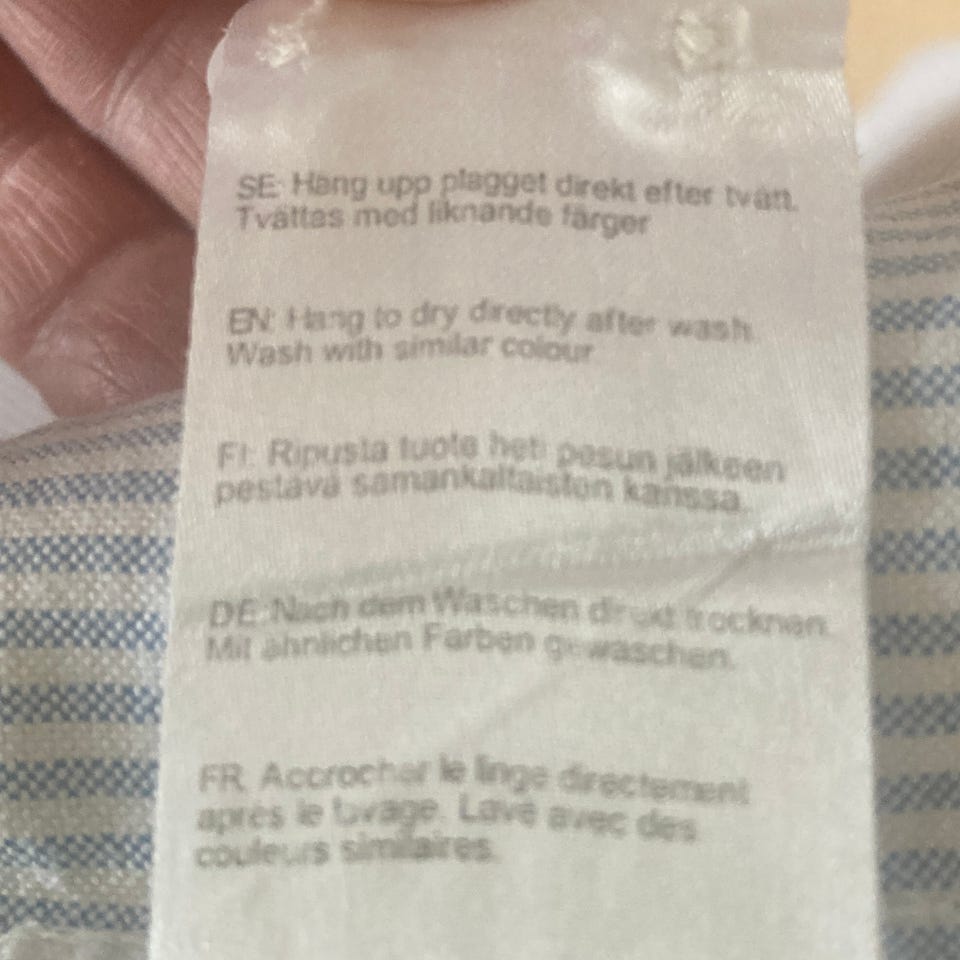 SE: Häng upp plagget direkt efter tvätt.
Tvättas med liknande färger
EN: Hang to dry directly after wash.
Wash with similar colour
FI: Ripusta tuote heti pesun jälkeen
pestävä samankaltaisten kanssa.
DE: Nach dem Waschen direkt trocknen.
Mit ähnlichen Farben gewaschen.
FR. Accrocher le linge directement
après le lavage. Lavé avec des
couleurs similaires.